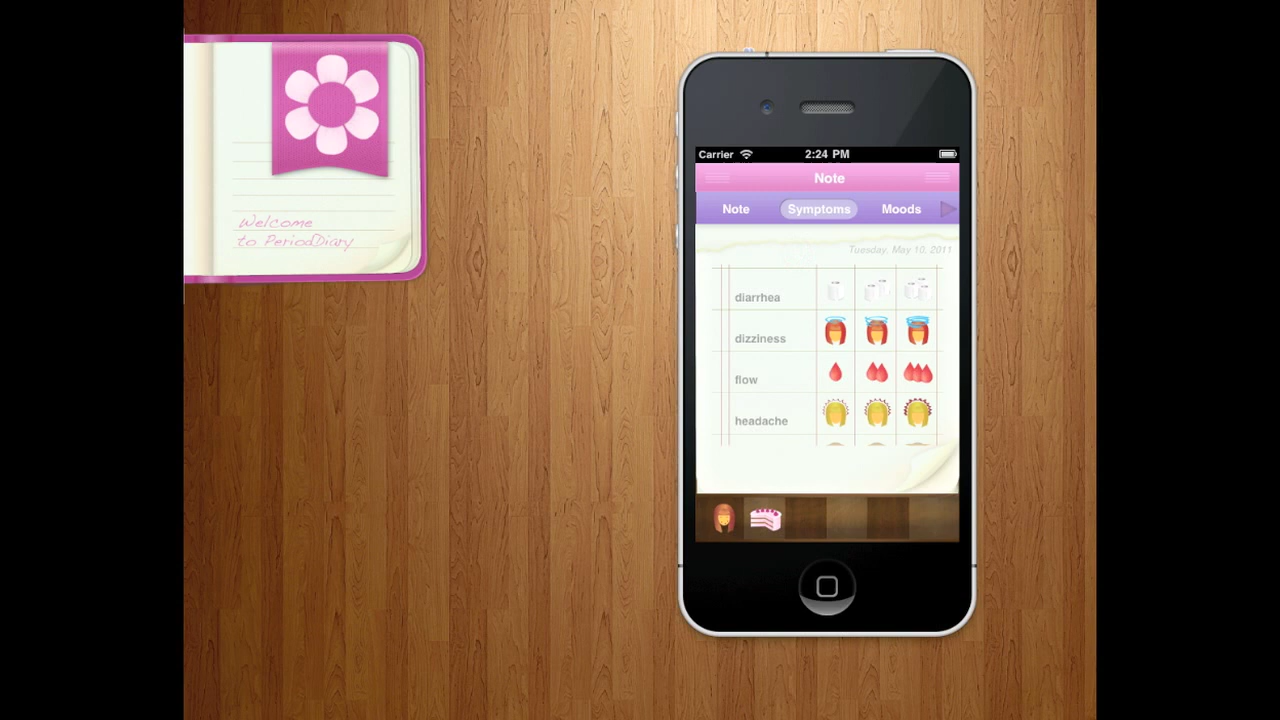 Welcome
to PeriodDiary
Carrier 2:24 PM
Note
Note Symptoms Moods
Tuesday, May 10, 2011
diarrhea
dizziness
flow
headache